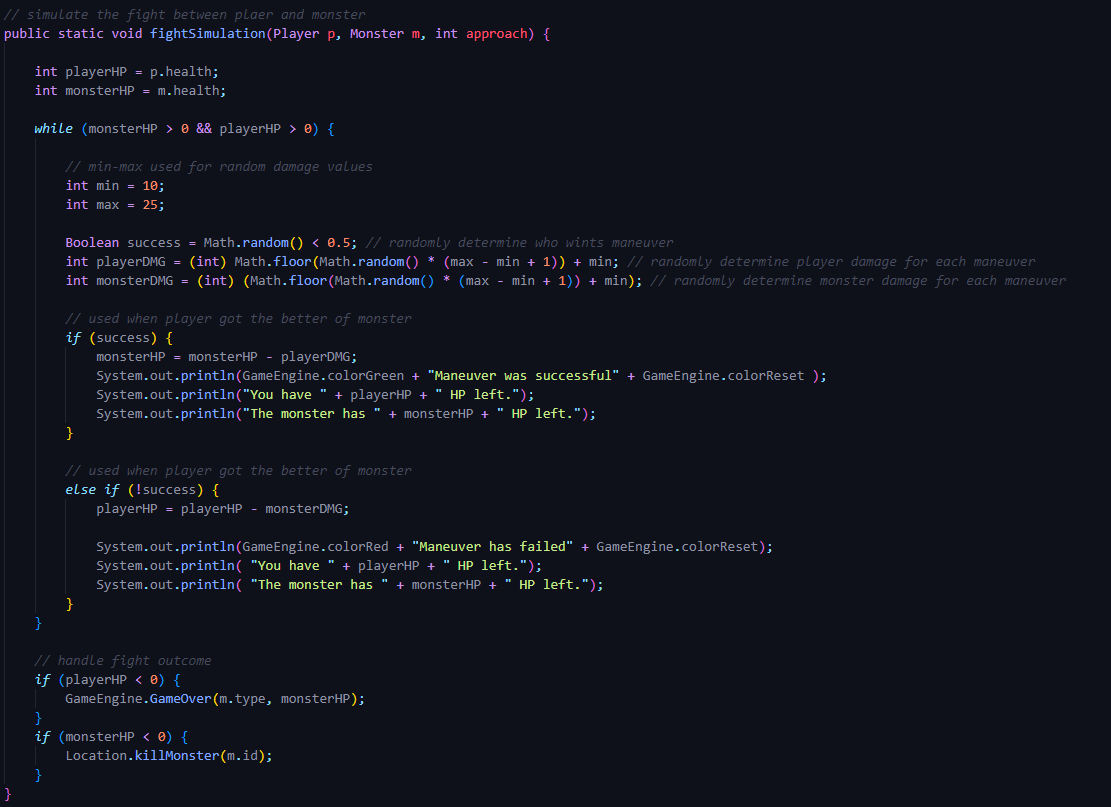 // simulate the fight between plaer and monster
public static void fightSimulation(Player p, Monster m, int approach) {
int playerHP = p.health;
int monsterHP = m.health;
while (monsterHP > 0 && playerHP > 0) {
// min-max used for random damage values
int min = 10;
int max = 25;
Boolean success = Math.random() < 0.5; // randomly determine who wints maneuver
int playerDMG = (int) Math.floor(Math.random() * (max - min + 1)) + min; // randomly determine player damage for each maneuver
int monsterDMG = (int) (Math.floor(Math.random() * (max - min + 1)) + min); // randomly determine monster damage for each maneuver
// used when player got the better of monster
if (success) {
monsterHP = monsterHP - playerDMG;
System.out.println(GameEngine.colorGreen + "Maneuver was successful" + GameEngine.colorReset );
System.out.println("You have " + playerHP + " HP left.");
System.out.println("The monster has " + monsterHP + " HP left.");
}
// used when player got the better of monster
else if (!success) {
playerHP = playerHP - monsterDMG;
System.out.println(GameEngine.colorRed + "Maneuver has failed" + GameEngine.colorReset);
System.out.println( "You have " + playerHP + " HP left.");
System.out.println( "The monster has " + monsterHP + " HP left.");
}
}
// handle fight outcome
if (playerHP < 0) {
GameEngine.GameOver(m.type, monsterHP);
}
if (monsterHP < 0) {
Location.killMonster(m.id);
}
}